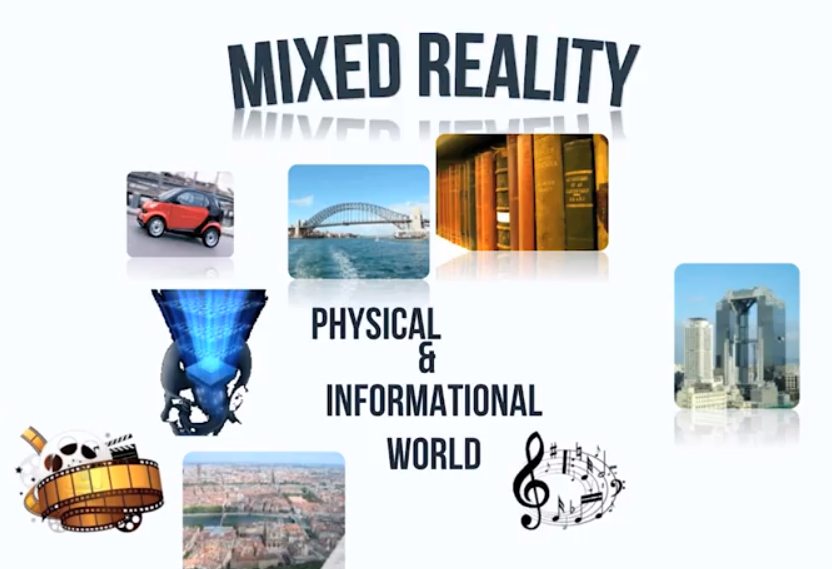 MIXED REALITY
PHYSICAL
&
INFORMATIONAL
WORLD